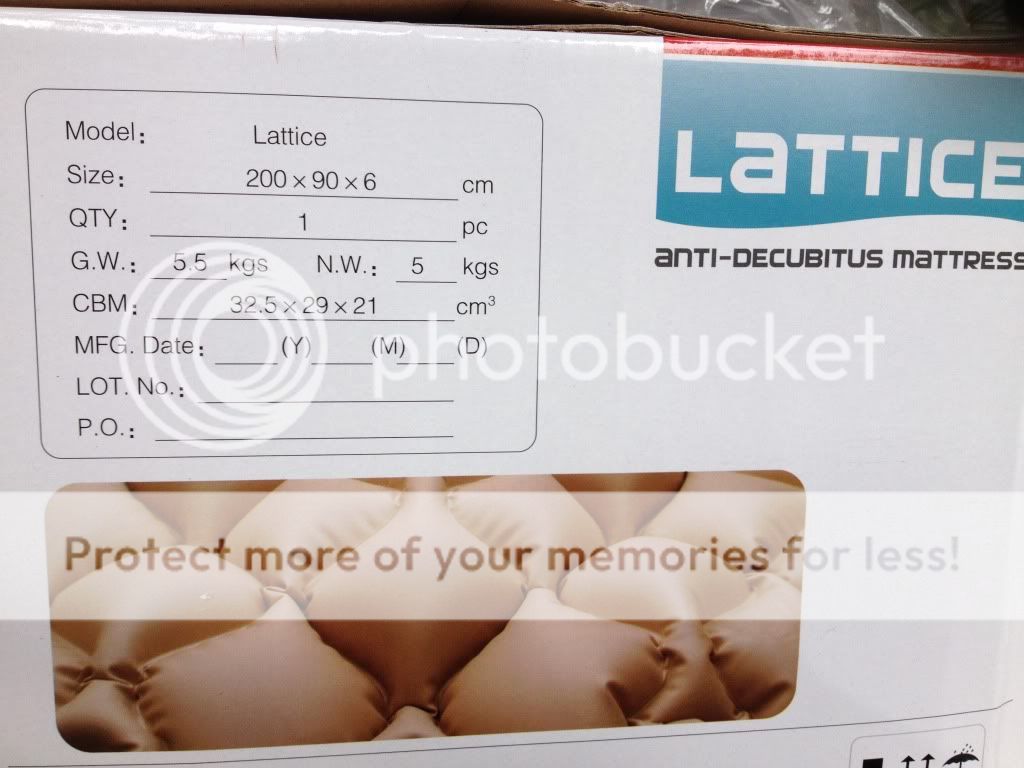 Model: Lattice
Size: 200 × 90 × 6 cm
QTY: 1 pc
G.W.: 5.5 kgs N.W.: 5 kgs
CBM: 32.5 × 29 × 21 cm³
MFG. Date: (Y) (M) (D)
LOT. No.:
P.O.:
LaTTICE
anTI-DECUBITUS maTTRESS
photobucket
Protect more of your memories for less!